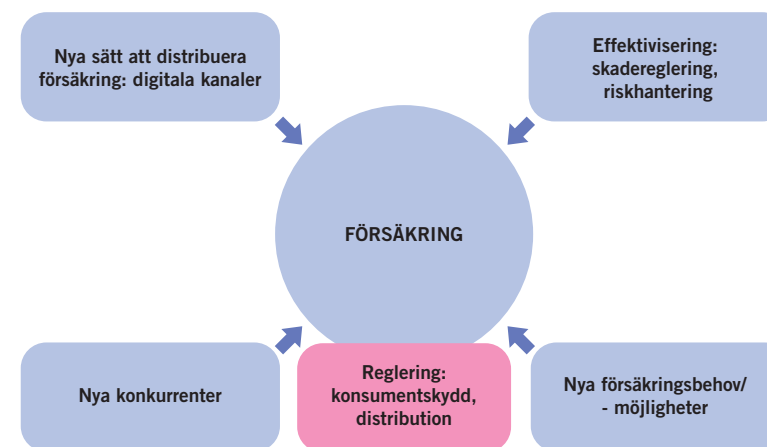 Nya sätt att distribuera
försäkring: digitala kanaler
Effektivisering:
skadereglering,
riskhantering
FÖRSÄKRING
Nya konkurrenter
Reglering:
konsumentskydd,
distribution
Nya försäkringsbehov/
- möjligheter